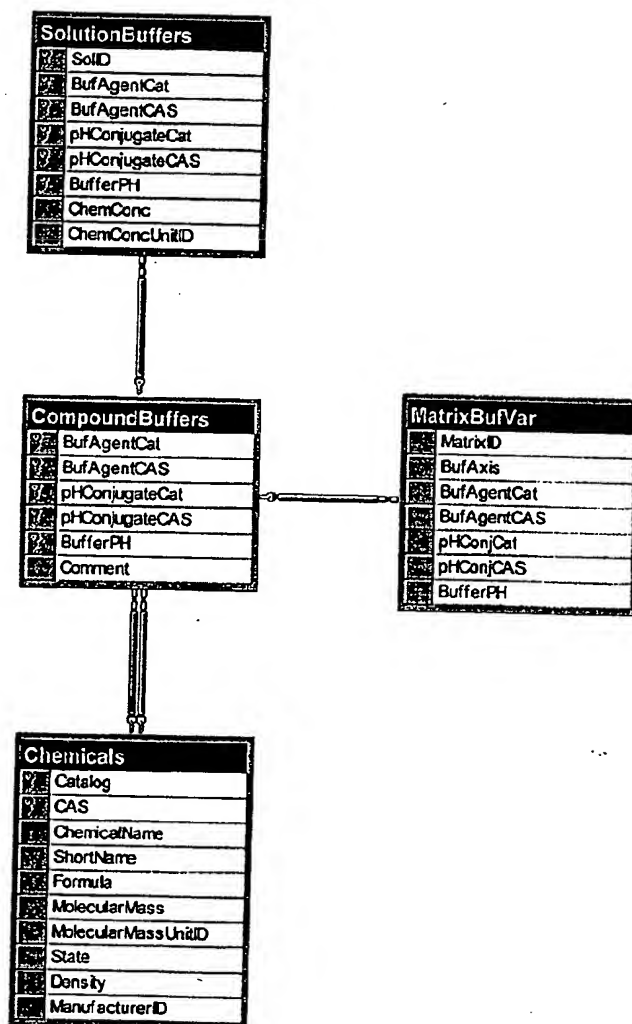 SolutionBuffers
SolID
BufAgentCat
BufAgentCAS
pHConjugateCat
pHConjugateCAS
BufferPH
ChemConc
ChemConcUnitID
CompoundBuffers
BufAgentCat
BufAgentCAS
pHConjugateCat
pHConjugateCAS
BufferPH
Comment
MatrixBufVar
MatrixID
BufAxis
BufAgentCat
BufAgentCAS
pHConjCat
pHConjCAS
BufferPH
Chemicals
Catalog
CAS
ChemicalName
ShortName
Formula
MolecularMass
MolecularMassUnitID
State
Density
ManufacturerID